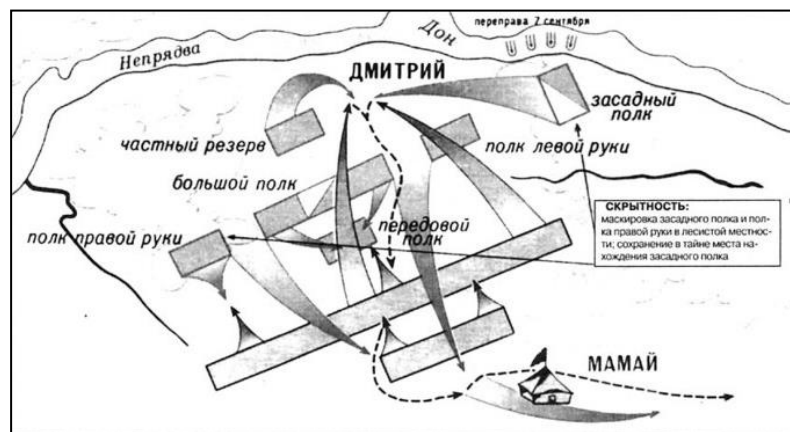 переправа 7 сентября
Дон
Непрядва
ДМИТРИЙ
засадный
полк
частный резерв
полк левой руки
большой полк
СКРЫТНОСТЬ:
маскировка засадного полка и пол-
ка правой руки в лесистой местнос-
ти; сохранение в тайне места на-
хождения засадного полка
передовой
полк
полк правой руки
МАМАЙ